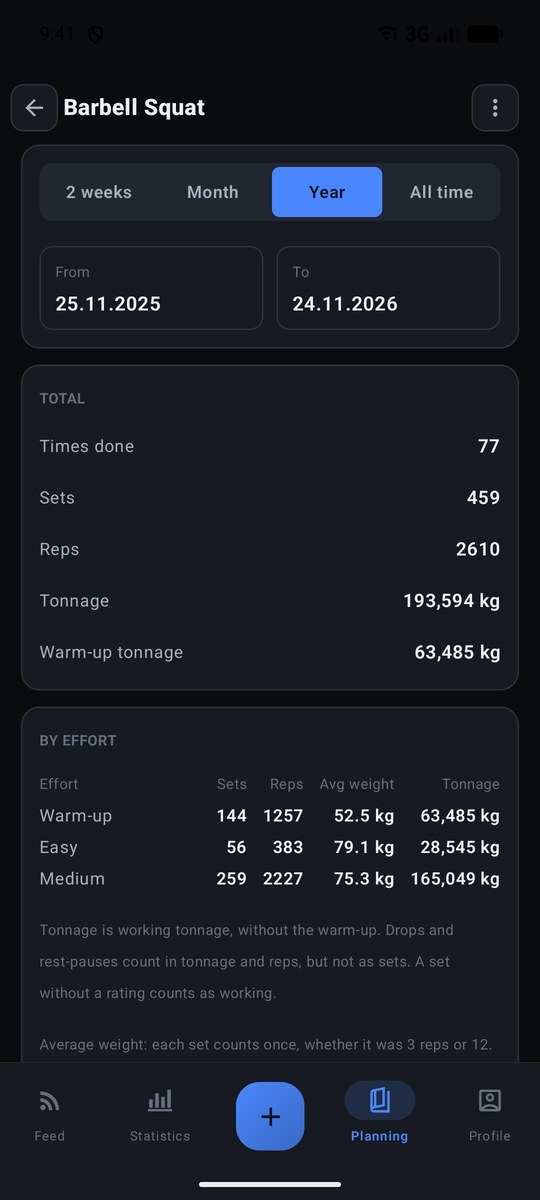 9:41 3G
Barbell Squat
2 weeks Month Year All time
From To
25.11.2025 24.11.2026
TOTAL
Times done 77
Sets 459
Reps 2610
Tonnage 193,594 kg
Warm-up tonnage 63,485 kg
BY EFFORT
Effort Sets Reps Avg weight Tonnage
Warm-up 144 1257 52.5 kg 63,485 kg
Easy 56 383 79.1 kg 28,545 kg
Medium 259 2227 75.3 kg 165,049 kg
Tonnage is working tonnage, without the warm-up. Drops and
rest-pauses count in tonnage and reps, but not as sets. A set
without a rating counts as working.
Average weight: each set counts once, whether it was 3 reps or 12.
Feed Statistics + Planning Profile